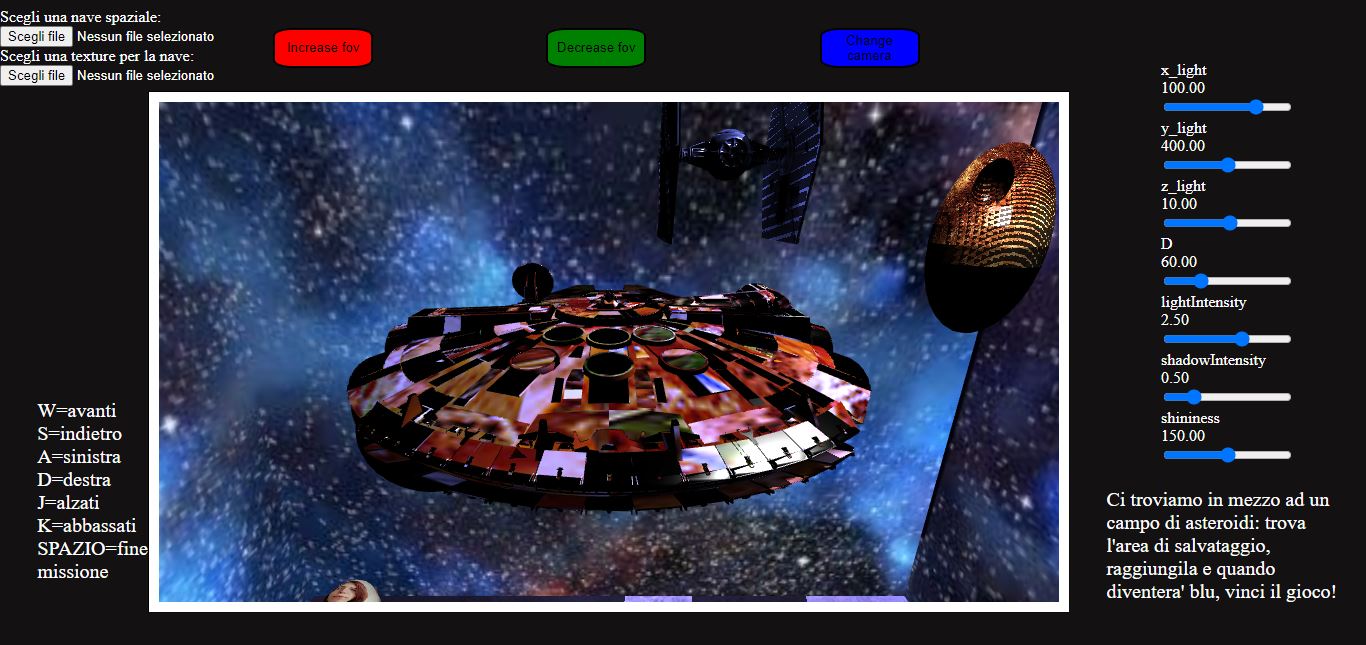 Scegli una nave spaziale:
Scegli file Nessun file selezionato
Scegli una texture per la nave:
Scegli file Nessun file selezionato
Increase fov
Decrease fov
Change
camera
x_light
100.00
y_light
400.00
z_light
10.00
D
60.00
lightIntensity
2.50
shadowIntensity
0.50
shininess
150.00
W=avanti
S=indietro
A=sinistra
D=destra
J=alzati
K=abbassati
SPAZIO=fine
missione
Ci troviamo in mezzo ad un
campo di asteroidi: trova
l'area di salvataggio,
raggiungila e quando
diventera' blu, vinci il gioco!